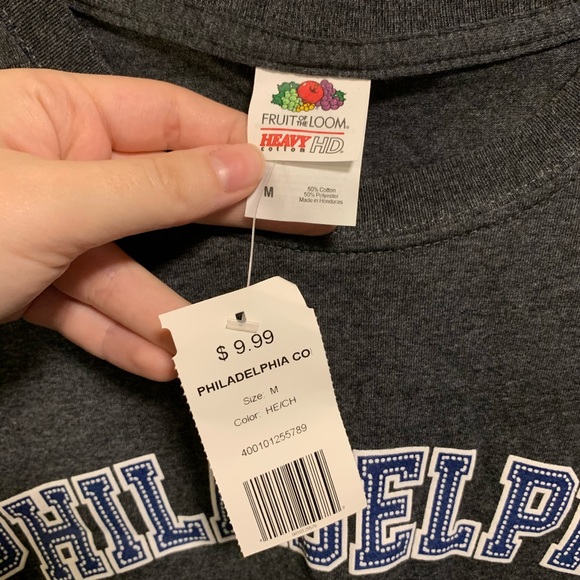 FRUIT OF THE LOOM®
HEAVY cotton HD™
M
50% Cotton
50% Polyester
Made in Honduras
$ 9.99
PHILADELPHIA CO
Size: M
Color: HE/CH
400101255789
PHILADELPH